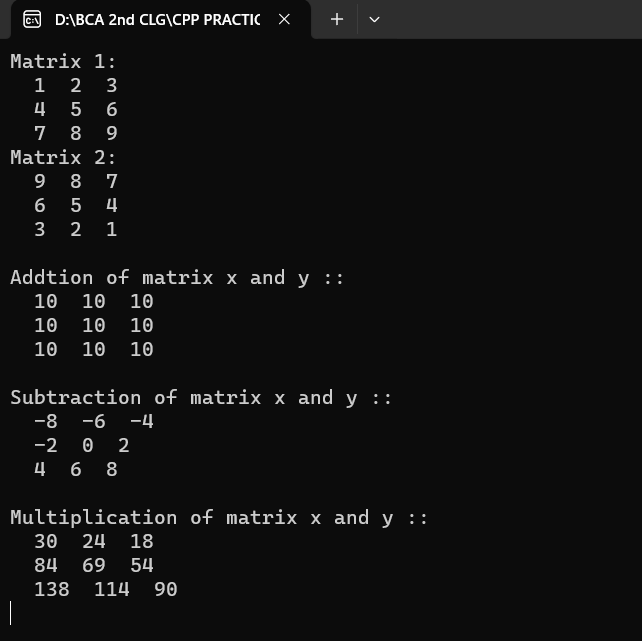 D:\BCA 2nd CLG\CPP PRACTIC
Matrix 1:
1 2 3
4 5 6
7 8 9
Matrix 2:
9 8 7
6 5 4
3 2 1
Addtion of matrix x and y ::
10 10 10
10 10 10
10 10 10
Subtraction of matrix x and y ::
-8 -6 -4
-2 0 2
4 6 8
Multiplication of matrix x and y ::
30 24 18
84 69 54
138 114 90